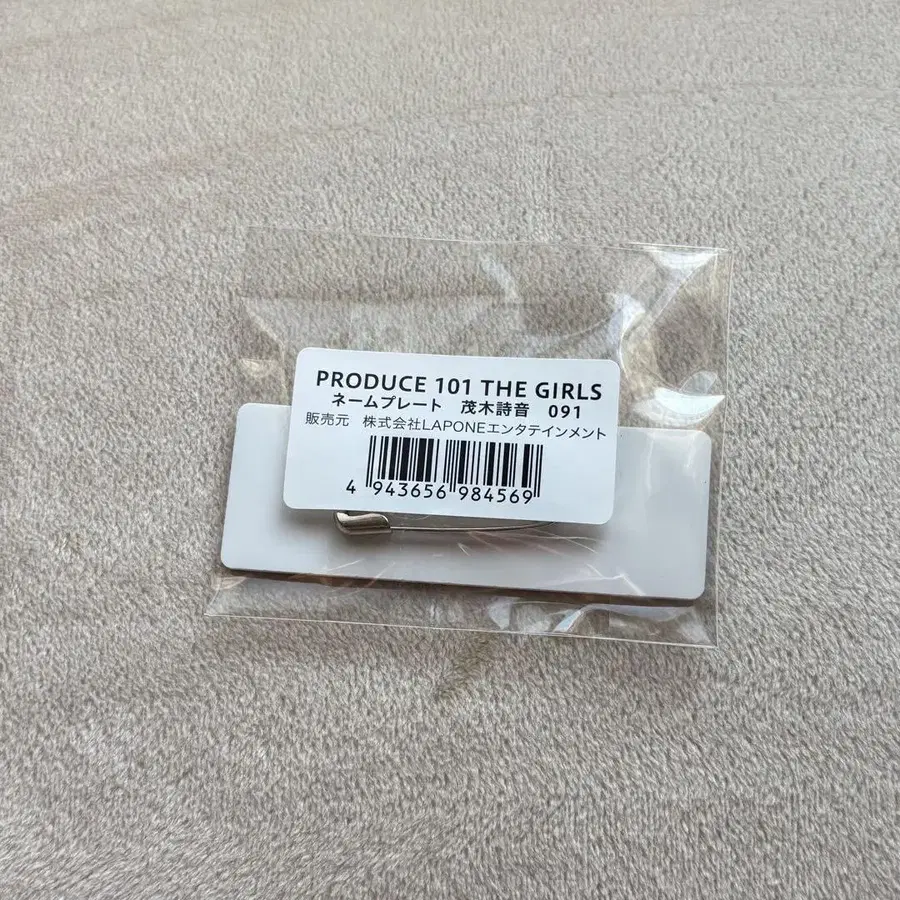 PRODUCE 101 THE GIRLS
ネームプレート　茂木詩音　091
販売元　株式会社LAPONEエンタテインメント
4 943656 984569